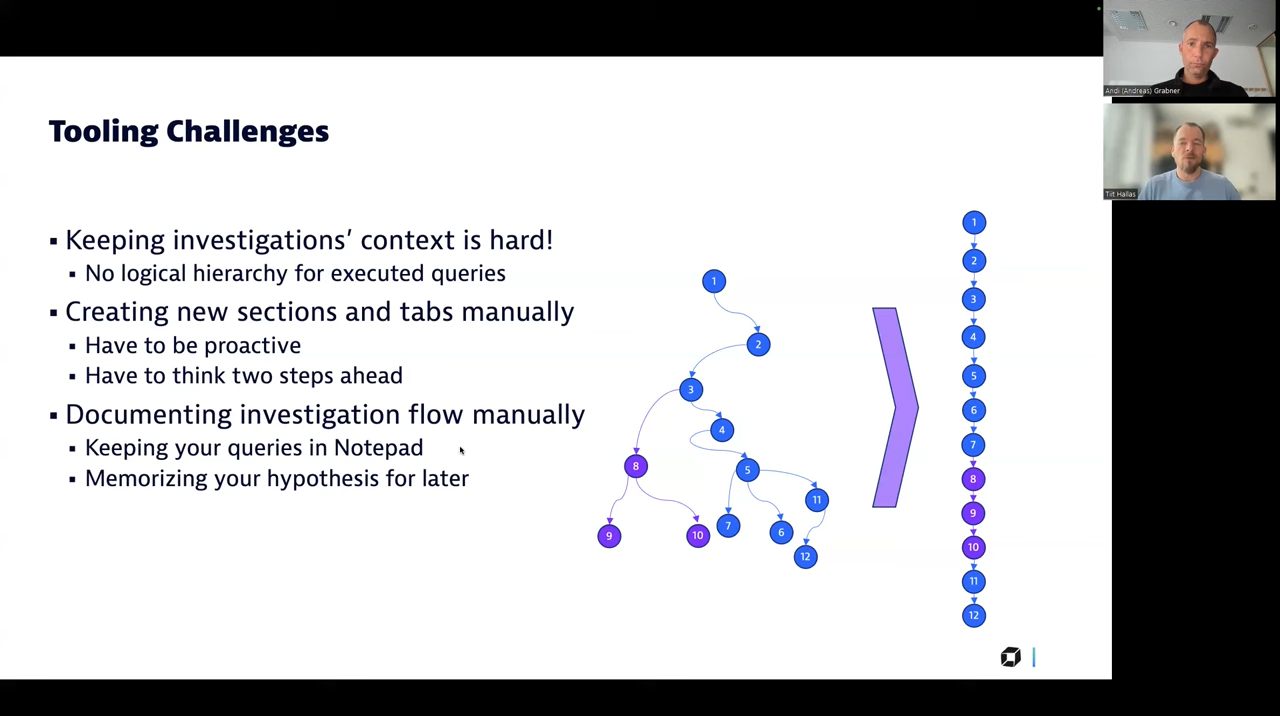 Andi (Andreas) Grabner
Tiit Hallas
Tooling Challenges
▪ Keeping investigations’ context is hard!
▪ No logical hierarchy for executed queries
▪ Creating new sections and tabs manually
▪ Have to be proactive
▪ Have to think two steps ahead
▪ Documenting investigation flow manually
▪ Keeping your queries in Notepad
▪ Memorizing your hypothesis for later
1
2
3
4
8
5
11
7
6
9
10
12
1
2
3
4
5
6
7
8
9
10
11
12